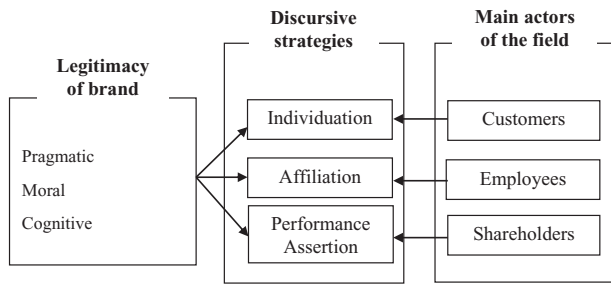 Legitimacy
of brand
Pragmatic
Moral
Cognitive
Discursive
strategies
Individuation
Affiliation
Performance
Assertion
Main actors
of the field
Customers
Employees
Shareholders